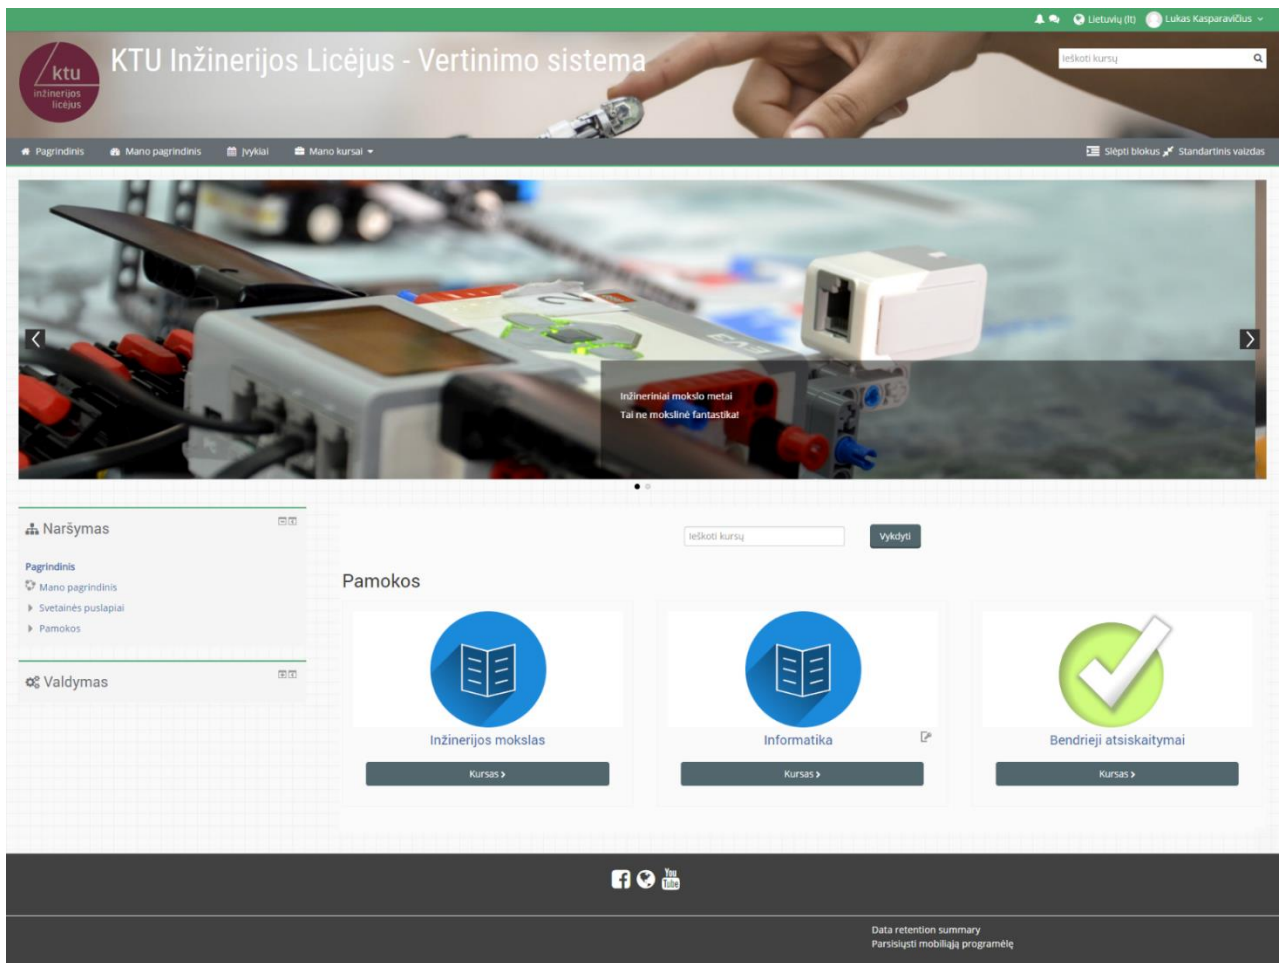 Lietuvių (lt) Lukas Kasparavičius
KTU Inžinerijos Licėjus - Vertinimo sistema
ktu
inžinerijos
licėjus
Ieškoti kursų
Pagrindinis Mano pagrindinis Įvykiai Mano kursai Slėpti blokus Standartinis vaizdas
EV3
Inžineriniai mokslo metai
Tai ne mokslinė fantastika!
Naršymas
Pagrindinis
Mano pagrindinis
Svetainės puslapiai
Pamokos
Valdymas
Ieškoti kursų Vykdyti
Pamokos
Inžinerijos mokslas Informatika Bendrieji atsiskaitymai
Kursas Kursas Kursas
You
Tube
Data retention summary
Parsisiųsti mobiliąją programėlę